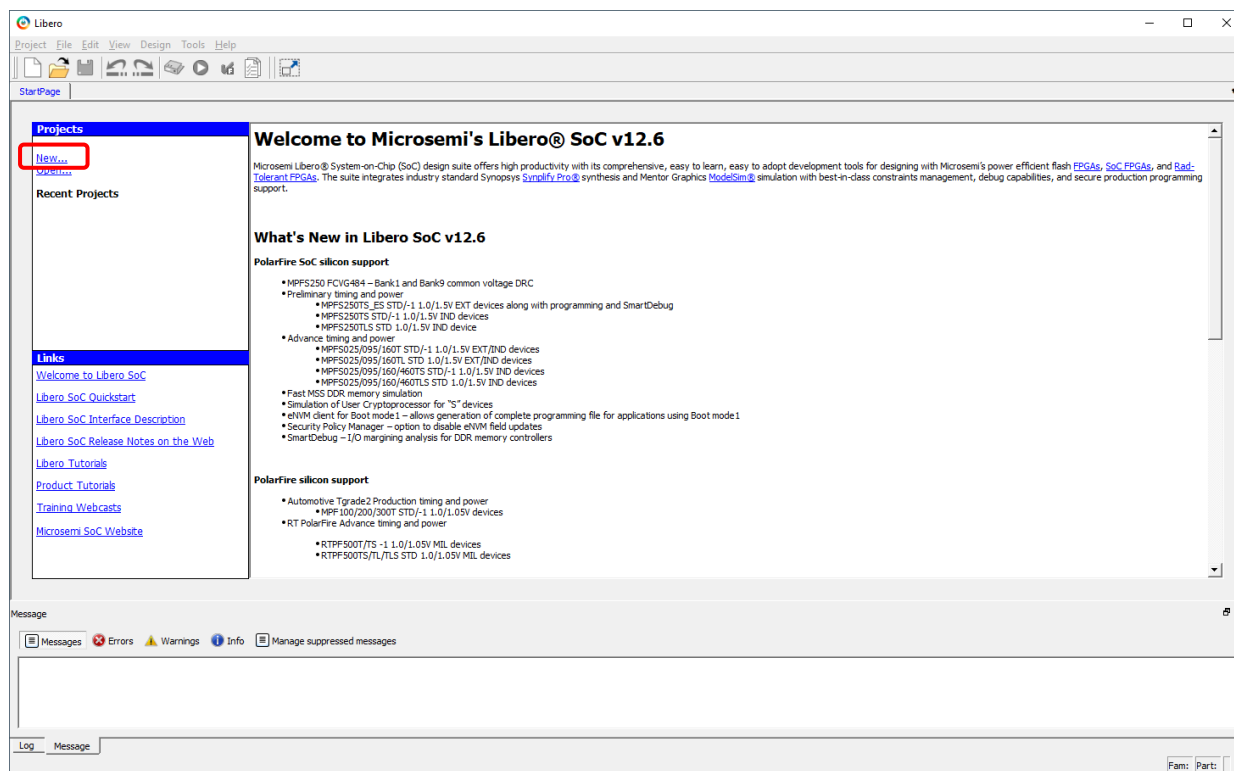 Libero
Project File Edit View Design Tools Help
StartPage
Projects
New...
Open...
Recent Projects
Links
Welcome to Libero SoC
Libero SoC Quickstart
Libero SoC Interface Description
Libero SoC Release Notes on the Web
Libero Tutorials
Product Tutorials
Training Webcasts
Microsemi SoC Website
Welcome to Microsemi's Libero® SoC v12.6
Microsemi Libero® System-on-Chip (SoC) design suite offers high productivity with its comprehensive, easy to learn, easy to adopt development tools for designing with Microsemi's power efficient flash FPGAs, SoC FPGAs, and Rad-
Tolerant FPGAs. The suite integrates industry standard Synopsys Synplify Pro® synthesis and Mentor Graphics ModelSim® simulation with best-in-class constraints management, debug capabilities, and secure production programming
support.
What's New in Libero SoC v12.6
PolarFire SoC silicon support
•MPFS250 FCVG484 – Bank1 and Bank9 common voltage DRC
•Preliminary timing and power
•MPFS250TS_ES STD/-1 1.0/1.5V EXT devices along with programming and SmartDebug
•MPFS250TS STD/-1 1.0/1.5V IND devices
•MPFS250TLS STD 1.0/1.5V IND device
•Advance timing and power
•MPFS025/095/160T STD/-1 1.0/1.5V EXT/IND devices
•MPFS025/095/160TL STD 1.0/1.5V EXT/IND devices
•MPFS025/095/160/460TS STD/-1 1.0/1.5V IND devices
•MPFS025/095/160/460TLS STD 1.0/1.5V IND devices
•Fast MSS DDR memory simulation
•Simulation of User Cryptoprocessor for "S" devices
•eNVM client for Boot mode1 – allows generation of complete programming file for applications using Boot mode1
•Security Policy Manager – option to disable eNVM field updates
•SmartDebug – I/O margining analysis for DDR memory controllers
PolarFire silicon support
•Automotive Tgrade2 Production timing and power
•MPF100/200/300T STD/-1 1.0/1.05V devices
•RT PolarFire Advance timing and power
•RTPF500T/TS -1 1.0/1.05V MIL devices
•RTPF500TS/TL/TLS STD 1.0/1.05V MIL devices
Message
Messages Errors Warnings Info Manage suppressed messages
Log Message
Fam: Part: